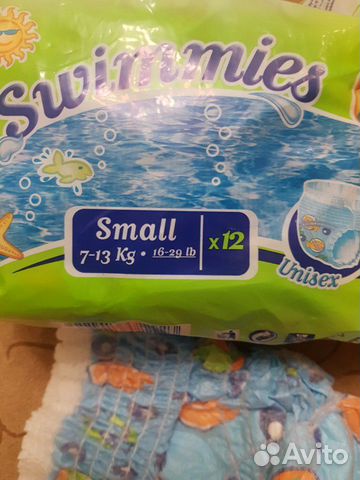 Swimmies
Small
7-13 Kg • 16-29 lb
x12
Unisex
Avito